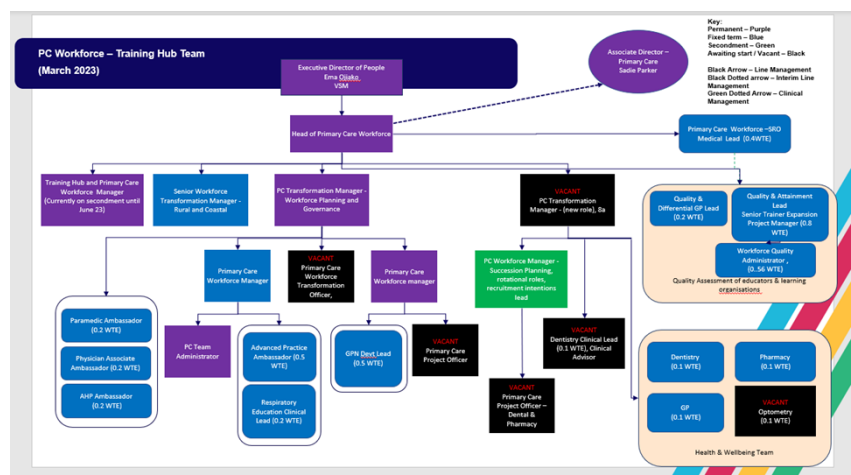 PC Workforce – Training Hub Team
(March 2023)
Key:
Permanent – Purple
Fixed term – Blue
Secondment – Green
Awaiting start / Vacant – Black
Black Arrow – Line Management
Black Dotted arrow – Interim Line
Management
Green Dotted Arrow – Clinical
Management
Executive Director of People
Ema Ojiako
VSM
Associate Director –
Primary Care
Sadie Parker
Head of Primary Care Workforce
Primary Care Workforce –SRO
Medical Lead (0.4WTE)
Training Hub and Primary Care
Workforce Manager
(Currently on secondment until
June 23)
Senior Workforce
Transformation Manager -
Rural and Coastal
PC Transformation Manager -
Workforce Planning and
Governance
VACANT
PC Transformation
Manager - (new role), 8a
Quality &
Differential GP Lead
(0.2 WTE)
Quality & Attainment
Lead
Senior Trainer Expansion
Project Manager (0.8
WTE)
Workforce Quality
Administrator ,
(0..56 WTE)
Quality Assessment of educators & learning
organisations
Primary Care
Workforce Manager
VACANT
Primary Care
Workforce
Transformation
Officer,
Primary Care
Workforce manager
PC Workforce Manager -
Succession Planning,
rotational roles,
recruitment intentions
lead
Paramedic Ambassador
(0.2 WTE)
Physician Associate
Ambassador (0.2 WTE)
AHP Ambassador
(0.2 WTE)
PC Team
Administrator
Advanced Practice
Ambassador (0.5
WTE)
Respiratory
Education Clinical
Lead (0.2 WTE)
GPN Devt Lead
(0.5 WTE)
VACANT
Primary Care
Project Officer
VACANT
Dentistry Clinical Lead
(0.1 WTE), Clinical
Advisor
VACANT
Primary Care
Project Officer –
Dental &
Pharmacy
Dentistry
(0.1 WTE)
Pharmacy
(0.1 WTE)
GP
(0.1 WTE)
VACANT
Optometry
(0.1 WTE)
Health & Wellbeing Team